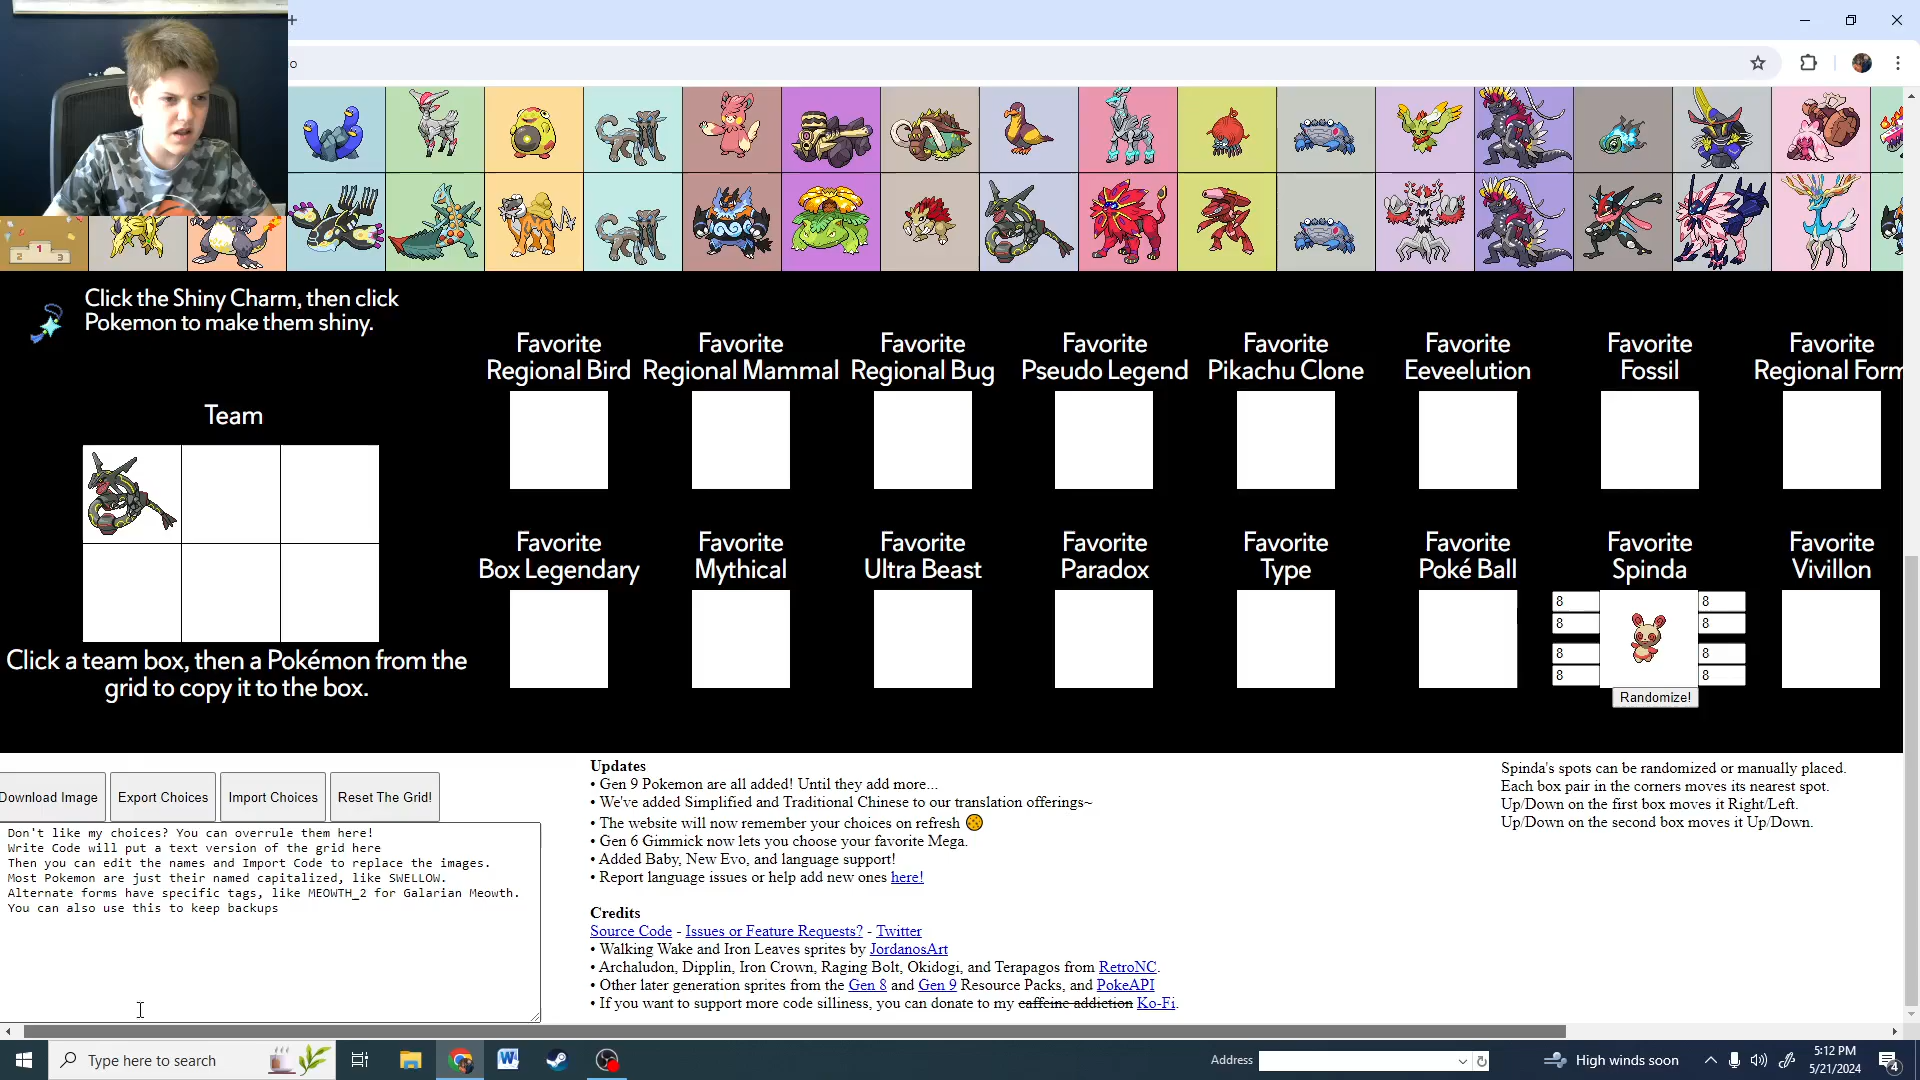 Click the Shiny Charm, then click
Pokemon to make them shiny.
Team
Click a team box, then a Pokémon from the
grid to copy it to the box.
Favorite
Regional Bird
Favorite
Regional Mammal
Favorite
Regional Bug
Favorite
Pseudo Legend
Favorite
Pikachu Clone
Favorite
Eeveelution
Favorite
Fossil
Favorite
Regional Form
Favorite
Box Legendary
Favorite
Mythical
Favorite
Ultra Beast
Favorite
Paradox
Favorite
Type
Favorite
Poké Ball
Favorite
Spinda
8 8
8 8
8 8
8 8
Randomize!
Favorite
Vivillon
Download Image
Export Choices
Import Choices
Reset The Grid!
Don't like my choices? You can overrule them here!
Write Code will put a text version of the grid here
Then you can edit the names and Import Code to replace the images.
Most Pokemon are just their named capitalized, like SWELLOW.
Alternate forms have specific tags, like MEOWTH_2 for Galarian Meowth.
You can also use this to keep backups
Updates
• Gen 9 Pokemon are all added! Until they add more...
• We've added Simplified and Traditional Chinese to our translation offerings~
• The website will now remember your choices on refresh
• Gen 6 Gimmick now lets you choose your favorite Mega.
• Added Baby, New Evo, and language support!
• Report language issues or help add new ones here!
Credits
Source Code - Issues or Feature Requests? - Twitter
• Walking Wake and Iron Leaves sprites by JordanosArt
• Archaludon, Dipplin, Iron Crown, Raging Bolt, Okidogi, and Terapagos from RetroNC.
• Other later generation sprites from the Gen 8 and Gen 9 Resource Packs, and PokeAPI
• If you want to support more code silliness, you can donate to my caffeine addiction Ko-Fi.
Spinda's spots can be randomized or manually placed.
Each box pair in the corners moves its nearest spot.
Up/Down on the first box moves it Right/Left.
Up/Down on the second box moves it Up/Down.
Type here to search
Address
High winds soon
5:12 PM
5/21/2024
4